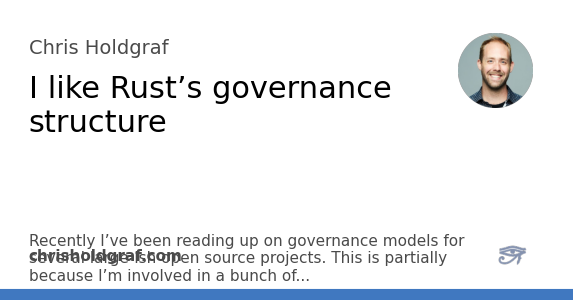 Chris Holdgraf
I like Rust’s governance
structure
Recently I’ve been reading up on governance models for
several large-ish open source projects. This is partially
chrisholdgraf.com
because I’m involved in a bunch of...